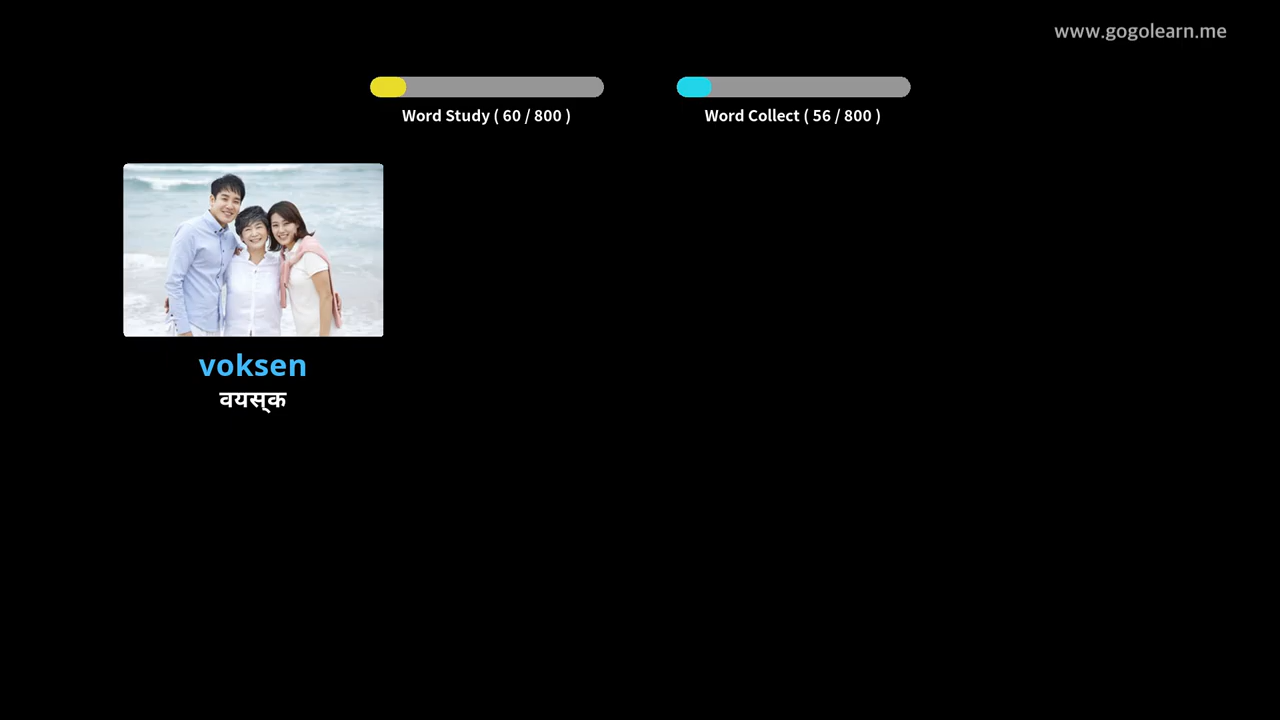 www.gogolearn.me
Word Study ( 60 / 800 )
Word Collect ( 56 / 800 )
voksen
वयस्क